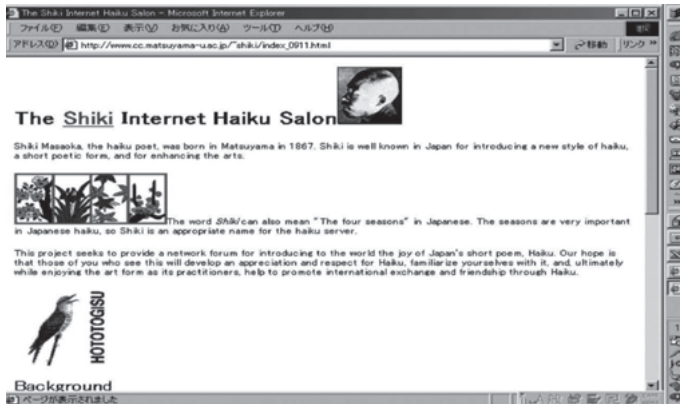 The Shiki Internet Haiku Salon - Microsoft Internet Explorer
ファイル(F) 編集(E) 表示(V) お気に入り(A) ツール(T) ヘルプ(H)
アドレス(D) http://www.cc.matsuyama-u.ac.jp/~shiki/index_0911.html 移動 リンク »
The Shiki Internet Haiku Salon
Shiki Masaoka, the haiku poet, was born in Matsuyama in 1867. Shiki is well known in Japan for introducing a new style of haiku,
a short poetic form, and for enhancing the arts.
The word Shiki can also mean "The four seasons" in Japanese. The seasons are very important
in Japanese haiku, so Shiki is an appropriate name for the haiku server.
This project seeks to provide a network forum for introducing to the world the joy of Japan's short poem, Haiku. Our hope is
that those of you who see this will develop an appreciation and respect for Haiku, familiarize yourselves with it, and, ultimately
while enjoying the art form as its practitioners, help to promote international exchange and friendship through Haiku.
HOTOTOGISU
Background
ページが表示されました